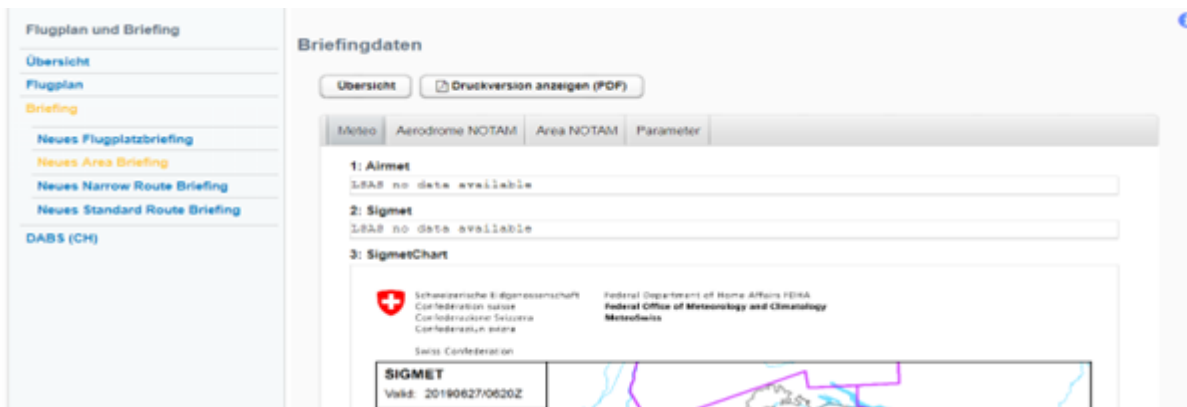 Flugplan und Briefing
Übersicht
Flugplan
Briefing
Neues Flugplatzbriefing
Neues Area Briefing
Neues Narrow Route Briefing
Neues Standard Route Briefing
DABS (CH)
Briefingdaten
Übersicht Druckversion anzeigen (PDF)
Meteo Aerodrome NOTAM Area NOTAM Parameter
1: Airmet
LSAS no data available
2: Sigmet
LSAS no data available
3: SigmetChart
Schweizerische Eidgenossenschaft
Confédération suisse
Confederazione Svizzera
Confederaziun svizra
Swiss Confederation
Federal Department of Home Affairs FDHA
Federal Office of Meteorology and Climatology
MeteoSwiss
SIGMET
Valid: 20190627/0620Z